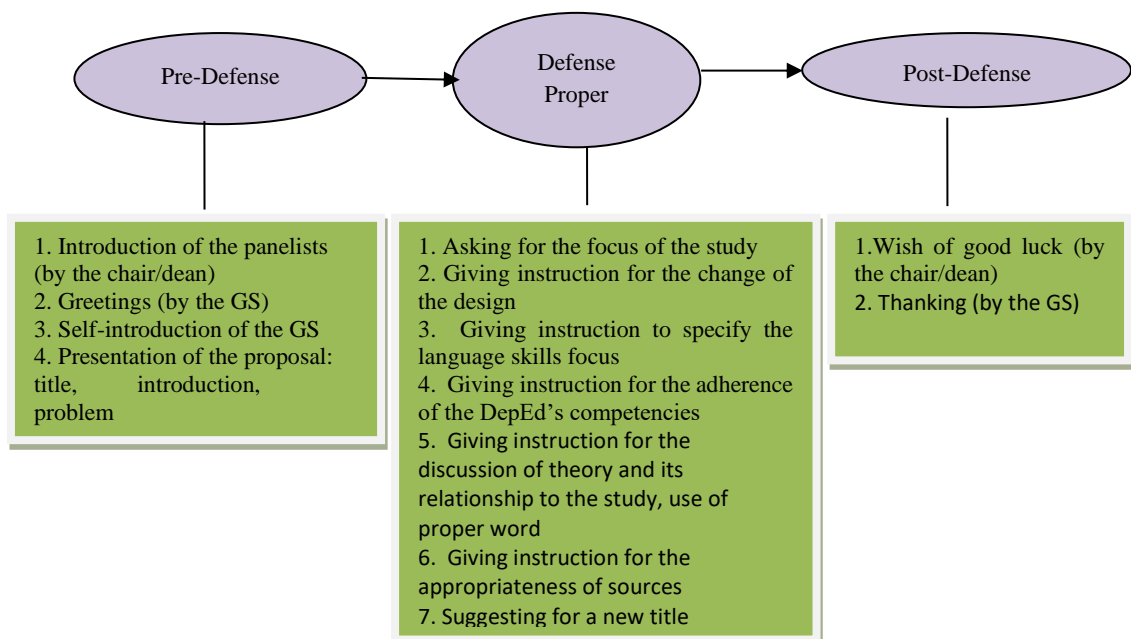 Pre-Defense
Defense
Proper
Post-Defense
1. Introduction of the panelists
(by the chair/dean)
2. Greetings (by the GS)
3. Self-introduction of the GS
4. Presentation of the proposal:
title, introduction,
problem
1. Asking for the focus of the study
2. Giving instruction for the change of
the design
3. Giving instruction to specify the
language skills focus
4. Giving instruction for the adherence
of the DepEd’s competencies
5. Giving instruction for the
discussion of theory and its
relationship to the study, use of
proper word
6. Giving instruction for the
appropriateness of sources
7. Suggesting for a new title
1.Wish of good luck (by
the chair/dean)
2. Thanking (by the GS)